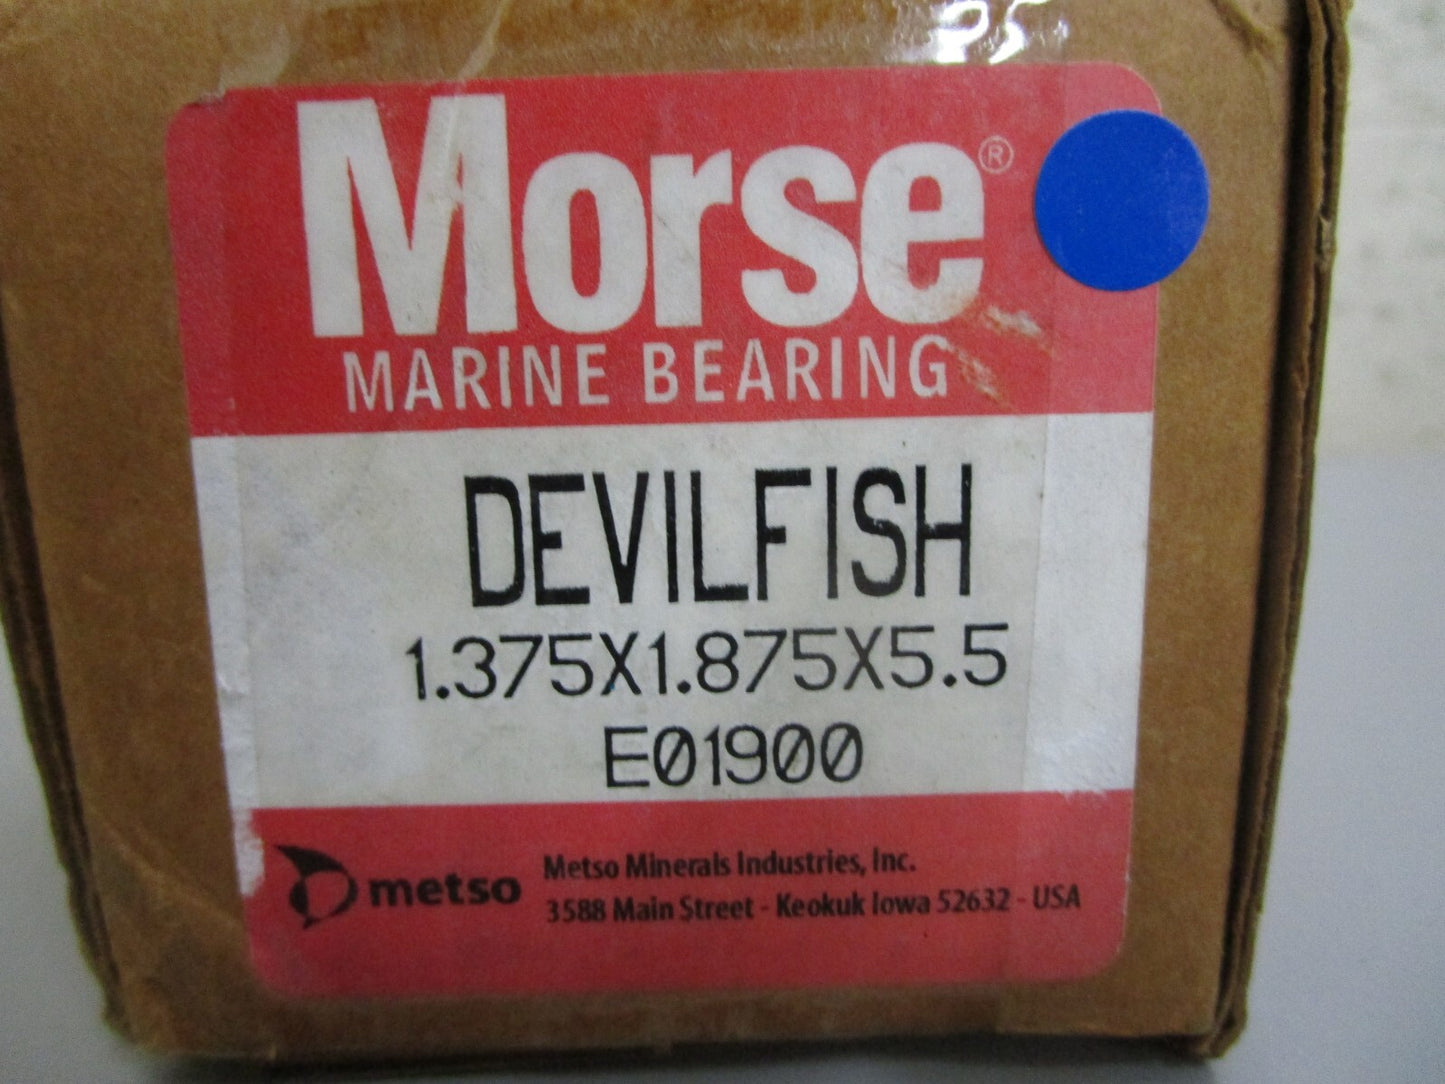 Morse®
MARINE BEARING
DEVILFISH
1.375X1.875X5.5
E01900
metso
Metso Minerals Industries, Inc.
3588 Main Street - Keokuk Iowa 52632 - USA